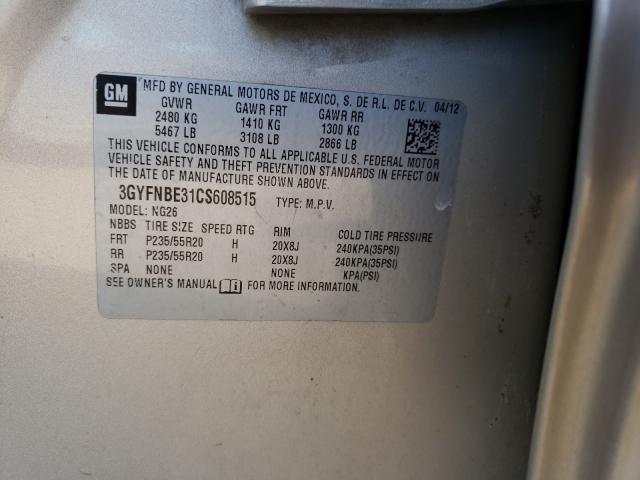 GM
MFD BY GENERAL MOTORS DE MEXICO, S. DE R.L. DE C.V. 04/12
GVWR GAWR FRT GAWR RR
2480 KG 1410 KG 1300 KG
5467 LB 3108 LB 2866 LB
THIS VEHICLE CONFORMS TO ALL APPLICABLE U.S. FEDERAL MOTOR
VEHICLE SAFETY AND THEFT PREVENTION STANDARDS IN EFFECT ON
THE DATE OF MANUFACTURE SHOWN ABOVE.
3GYFNBE31CS608515 TYPE: M.P.V.
MODEL: NG26
NBBS TIRE SIZE SPEED RTG RIM COLD TIRE PRESSURE
FRT P235/55R20 H 20X8J 240KPA(35PSI)
RR P235/55R20 H 20X8J 240KPA(35PSI)
SPA NONE NONE KPA(PSI)
SEE OWNER'S MANUAL FOR MORE INFORMATION.